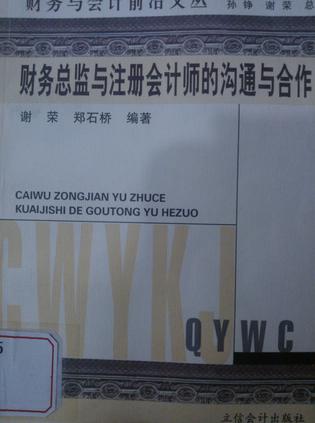 财务与会计前沿文丛
孙铮 谢荣 总
财务总监与注册会计师的沟通与合作
谢荣 郑石桥 编著
CAIWU ZONGJIAN YU ZHUCE
KUAIJISHI DE GOUTONG YU HEZUO
CWYKJ
QYWC
5
立信会计出版社